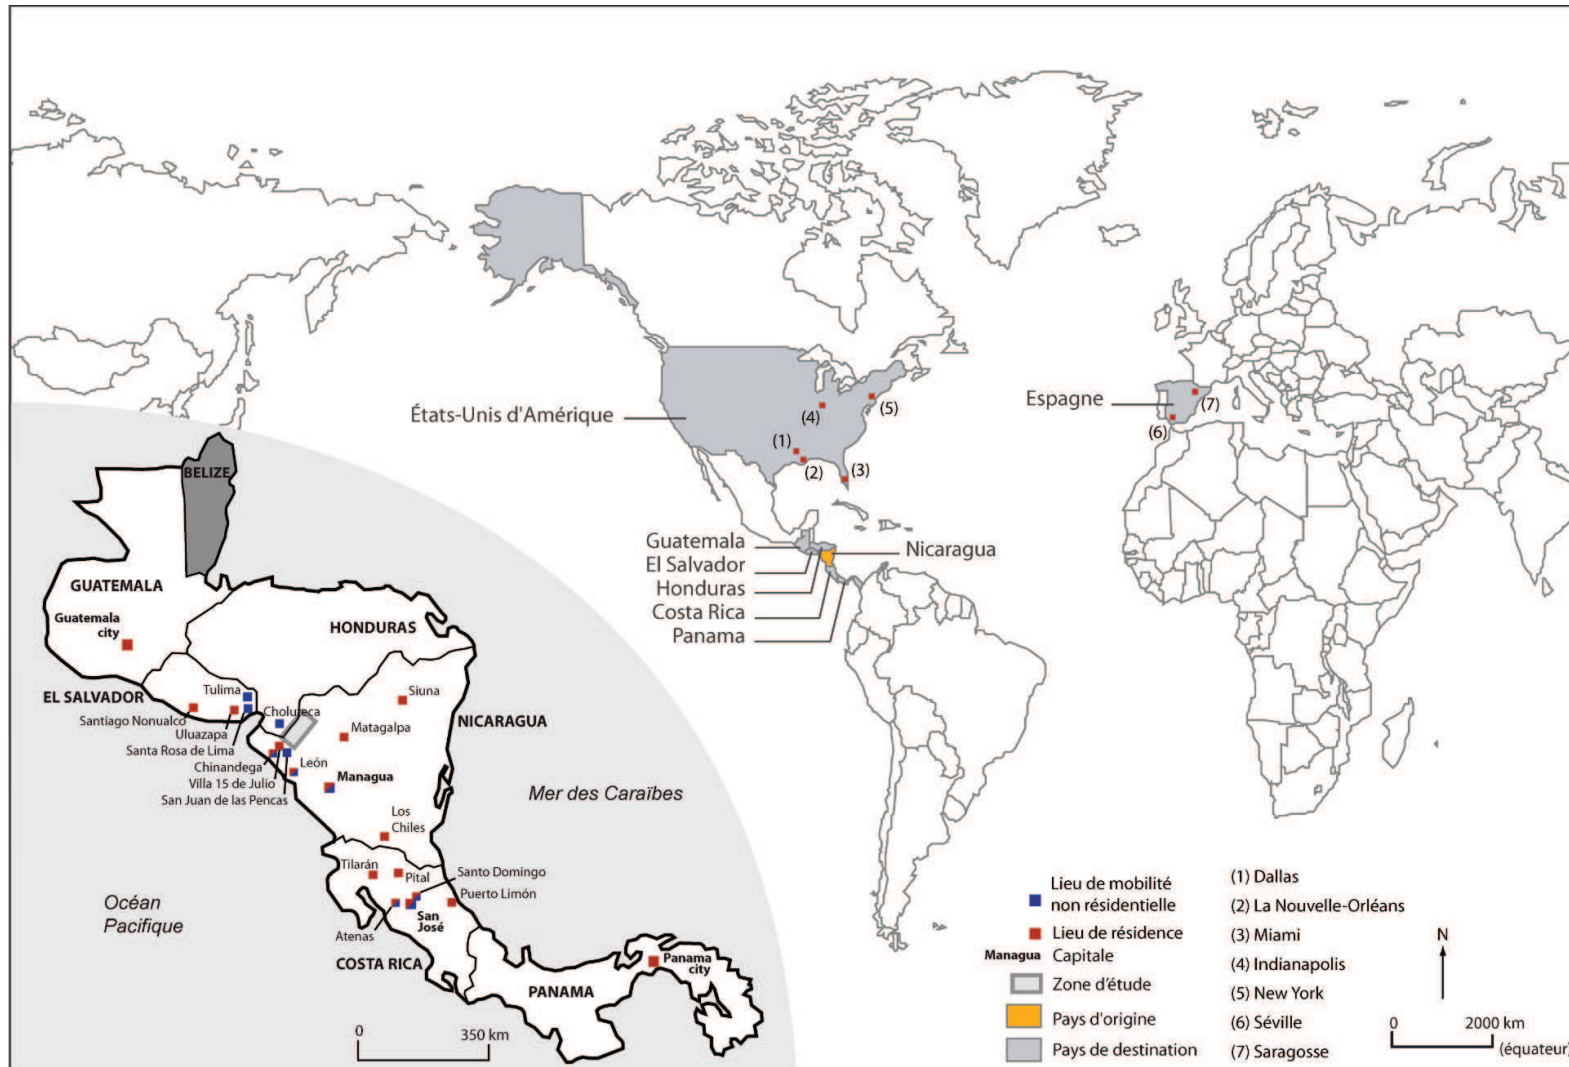 États-Unis d'Amérique
(4)
(5)
(1)
(2)
(3)
Espagne
(7)
(6)
Guatemala
El Salvador
Honduras
Costa Rica
Panama
Nicaragua
BELIZE
GUATEMALA
Guatemala
city
HONDURAS
EL SALVADOR
Tulima
Siuna
Choluteca
Santiago Nonualco
NICARAGUA
Uluazapa
Matagalpa
Santa Rosa de Lima
Chinandega
León
Villa 15 de Julio
Managua
San Juan de las Pencas
Mer des Caraïbes
Los
Chiles
Tilarán
Pital
Santo Domingo
Puerto Limón
Océan
Pacifique
San
José
Atenas
COSTA RICA
Panama
city
PANAMA
0
350 km
Lieu de mobilité
non résidentielle
Lieu de résidence
Managua Capitale
Zone d'étude
Pays d'origine
Pays de destination
(1) Dallas
(2) La Nouvelle-Orléans
(3) Miami
(4) Indianapolis
(5) New York
(6) Séville
(7) Saragosse
N
0
2000 km
(équateur)